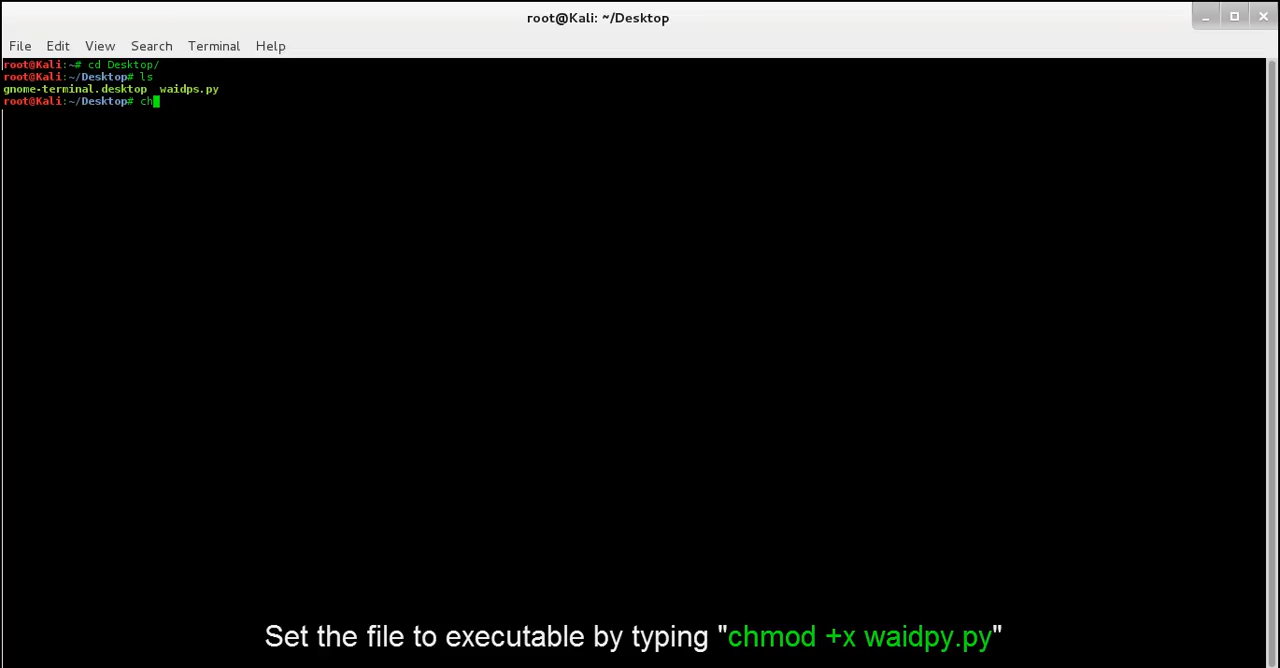 root@Kali: ~/Desktop
File Edit View Search Terminal Help
root@Kali:~# cd Desktop/
root@Kali:~/Desktop# ls
gnome-terminal.desktop  waidps.py
root@Kali:~/Desktop# ch
Set the file to executable by typing "chmod +x waidpy.py"